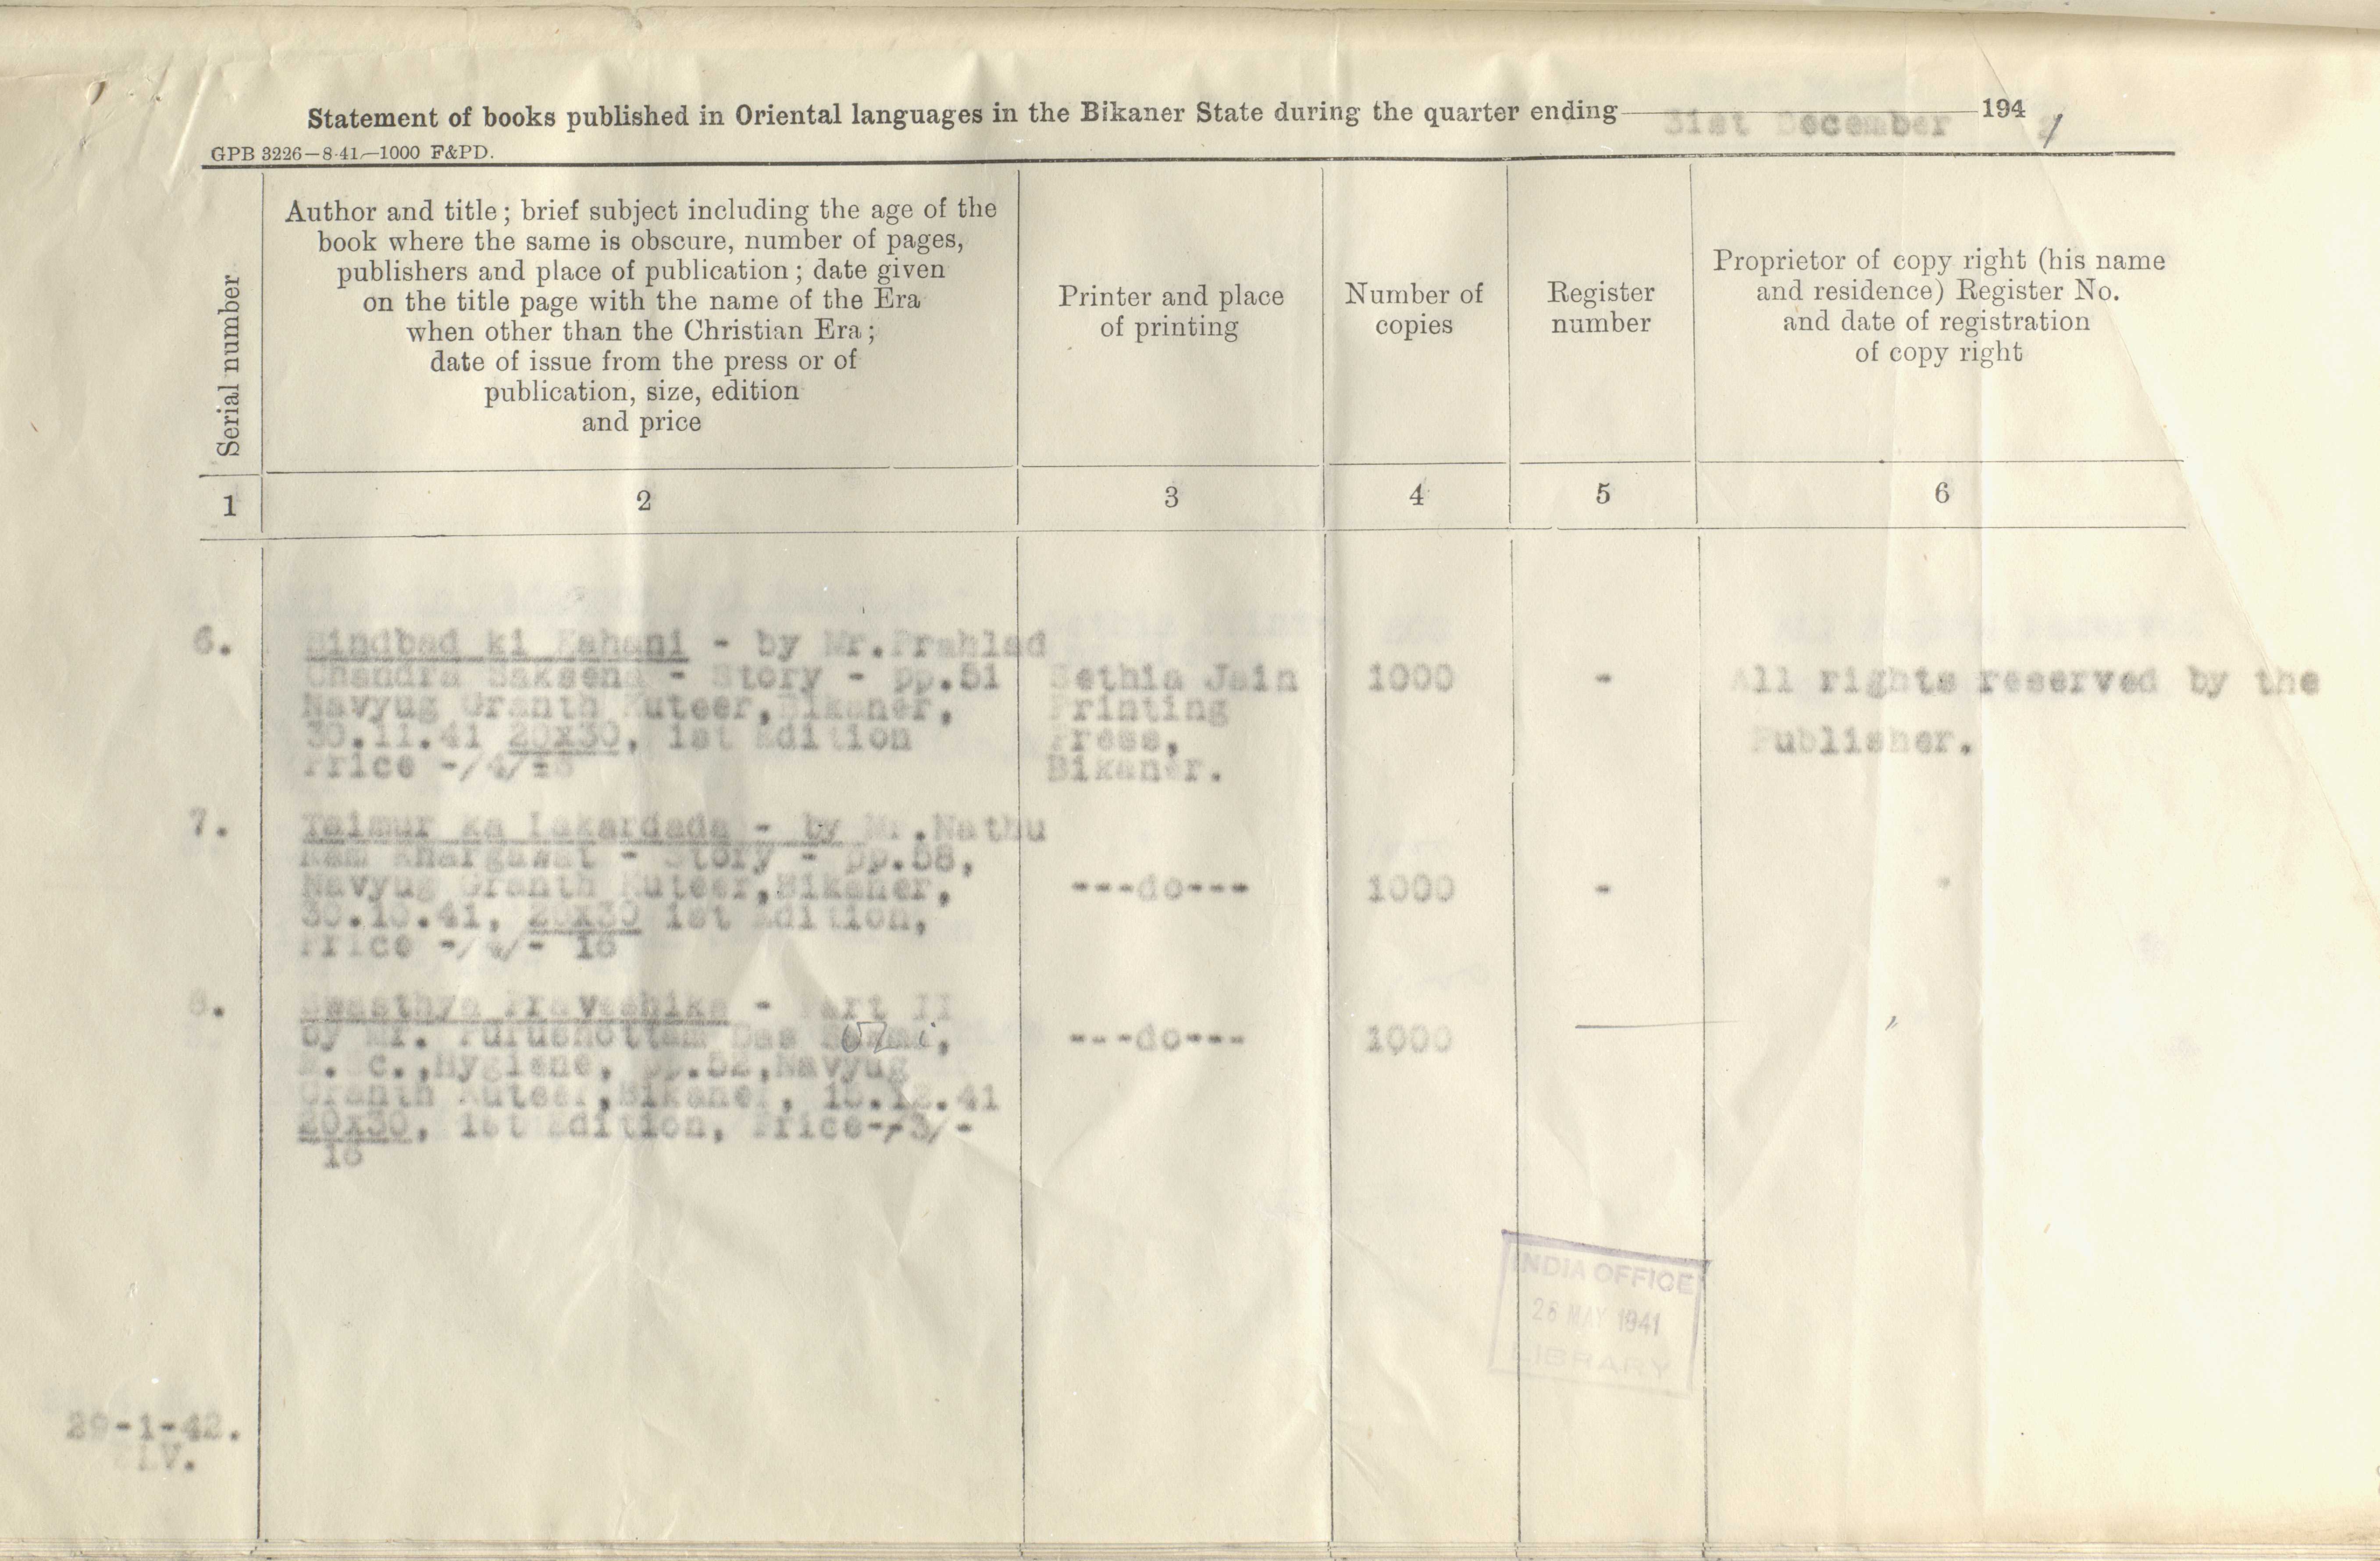 Statement of books published in Oriental languages in the Bikaner State during the quarter ending 31st December 1941
GPB 3226—8-41—1000 F&PD.
Serial number
Author and title; brief subject including the age of the
book where the same is obscure, number of pages,
publishers and place of publication; date given
on the title page with the name of the Era
when other than the Christian Era;
date of issue from the press or of
publication, size, edition
and price
Printer and place
of printing
Number of
copies
Register
number
Proprietor of copy right (his name
and residence) Register No.
and date of registration
of copy right
1 2 3 4 5 6
6.
Sindbad ki Kahani - by Mr.Prahlad
Chandra Saksena - Story - pp.51
Navyug Granth Kuteer,Bikaner,
30.11.41 20x30, 1st Edition
Price -/4/- 16
Sethia Jain
Printing
Press,
Bikaner.
1000
-
All rights reserved by the
Publisher.
7.
Taimur ka Lakardada - by Mr.Nathu
Ram Khargawat - Story - pp.58,
Navyug Granth Kuteer,Bikaner,
30.10.41, 20x30 1st Edition,
Price -/4/- 16
---do---
1000
-
"
8.
Swasthya Praveshika - Part II
by Mr. Purushottam Das
M.Sc.,Hygiene, pp.52,Navyug
Granth Kuteer,Bikaner, 41
20x30, 1st Edition, Price-/3/-
16
---do---
1000
"
INDIA OFFICE
26 MAY 1941
LIBRARY
29-1-42.